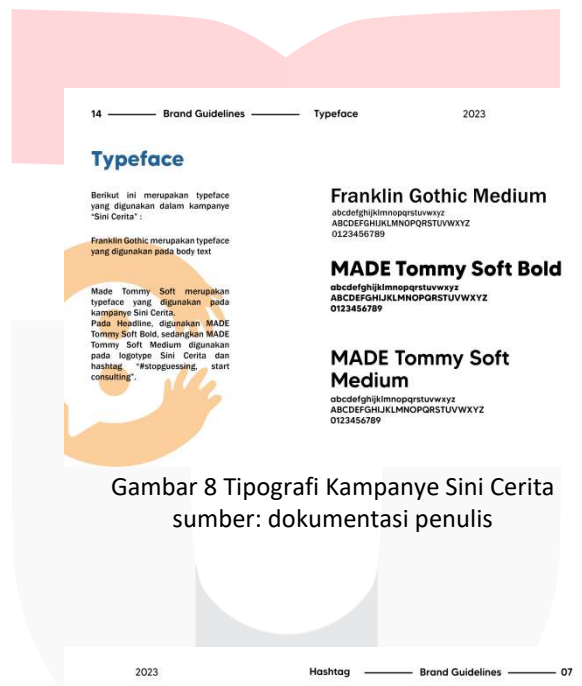 14 Brand Guidelines Typeface 2023
Typeface
Berikut ini merupakan typeface
yang digunakan dalam kampanye
“Sini Cerita” :
Franklin Gothic merupakan typeface
yang digunakan pada body text
Made Tommy Soft merupakan
typeface yang digunakan pada
kampanye Sini Cerita.
Pada Headline, digunakan MADE
Tommy Soft Bold, sedangkan MADE
Tommy Soft Medium digunakan
pada logotype Sini Cerita dan
hashtag “#stopguessing, start
consulting”.
Franklin Gothic Medium
abcdefghijklmnopqrstuvwxyz
ABCDEFGHIJKLMNOPQRSTUVWXYZ
0123456789
MADE Tommy Soft Bold
abcdefghijklmnopqrstuvwxyz
ABCDEFGHIJKLMNOPQRSTUVWXYZ
0123456789
MADE Tommy Soft
Medium
abcdefghijklmnopqrstuvwxyz
ABCDEFGHIJKLMNOPQRSTUVWXYZ
0123456789
Gambar 8 Tipografi Kampanye Sini Cerita
sumber: dokumentasi penulis
2023 Hashtag Brand Guidelines 07